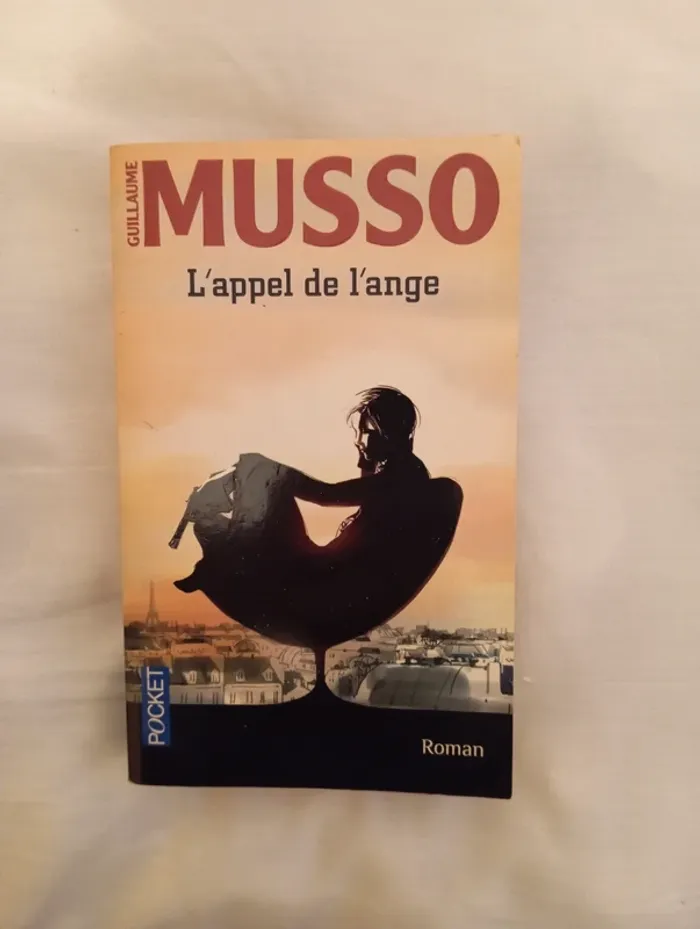 GUILLAUME
MUSSO
L'appel de l'ange
POCKET
Roman